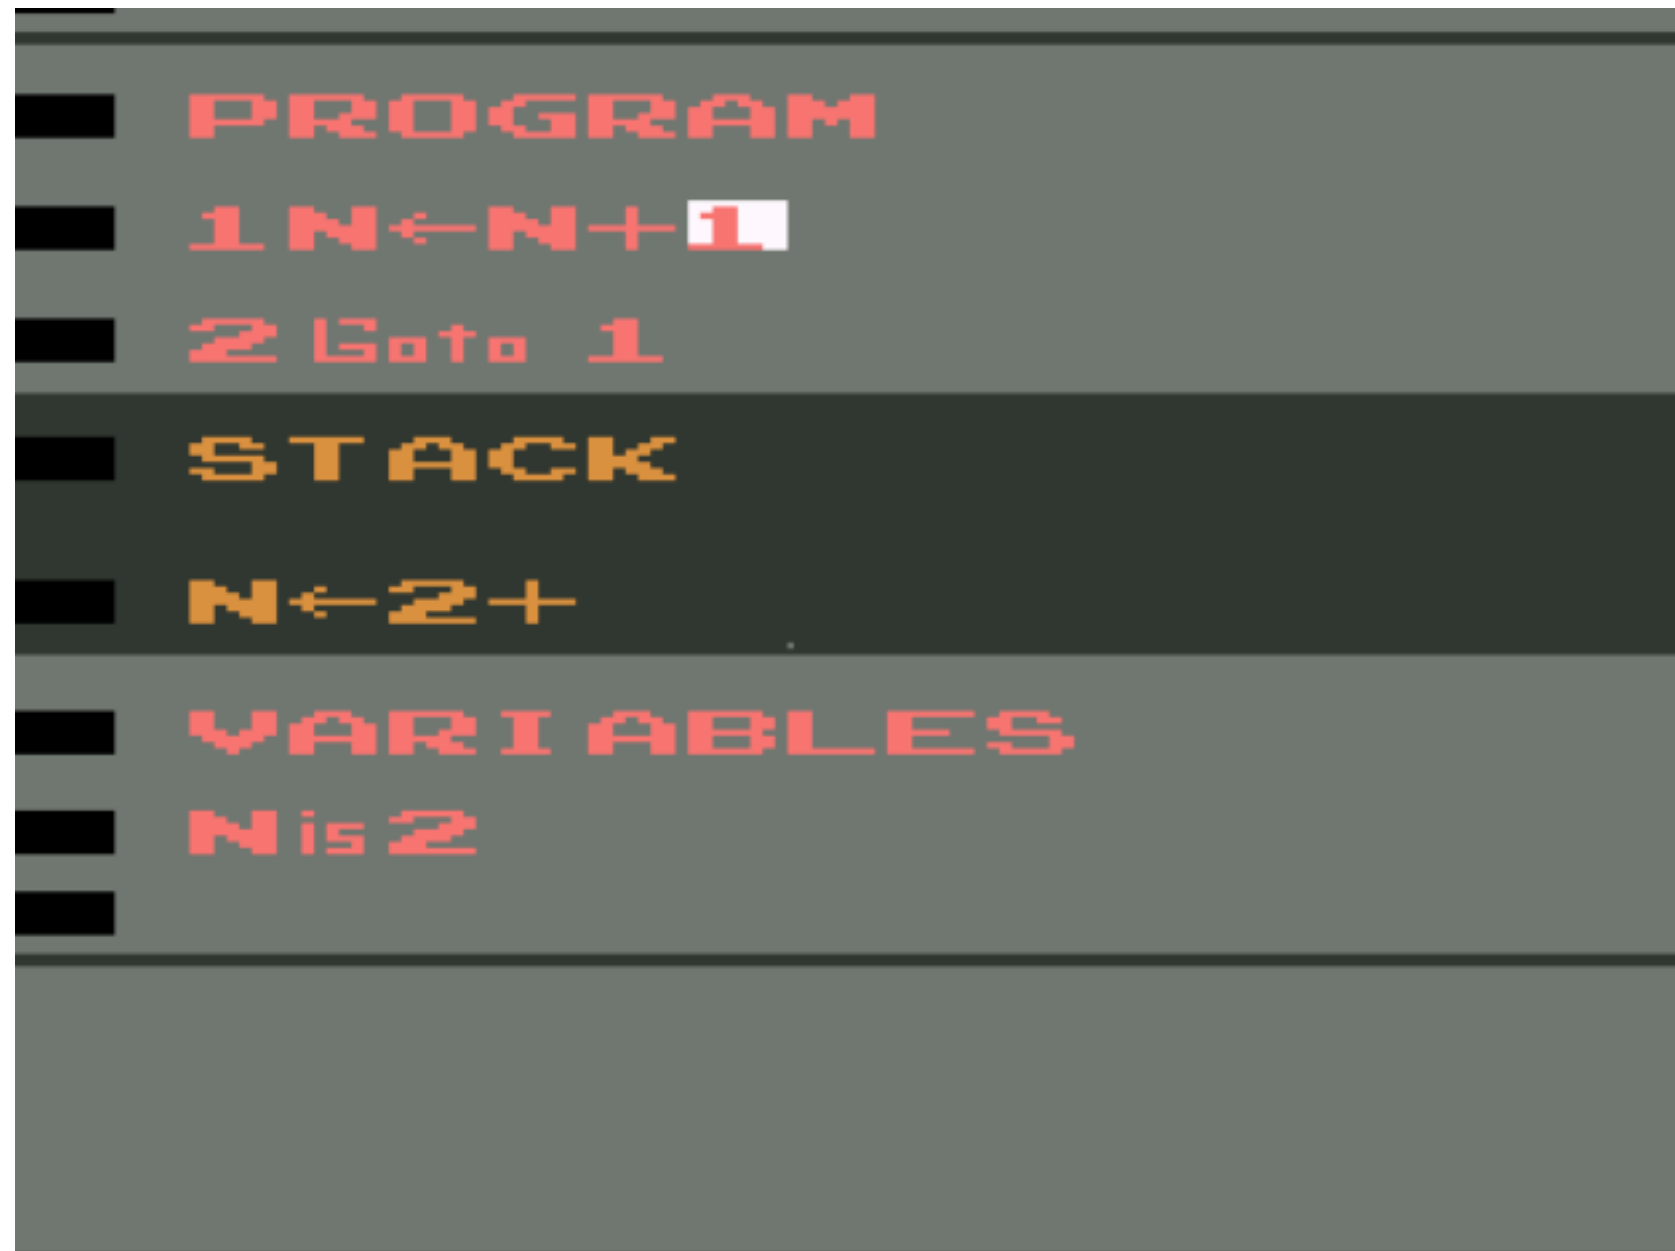 PROGRAM
1N←N+1
2 Goto 1
STACK
N←2+
VARIABLES
N is 2